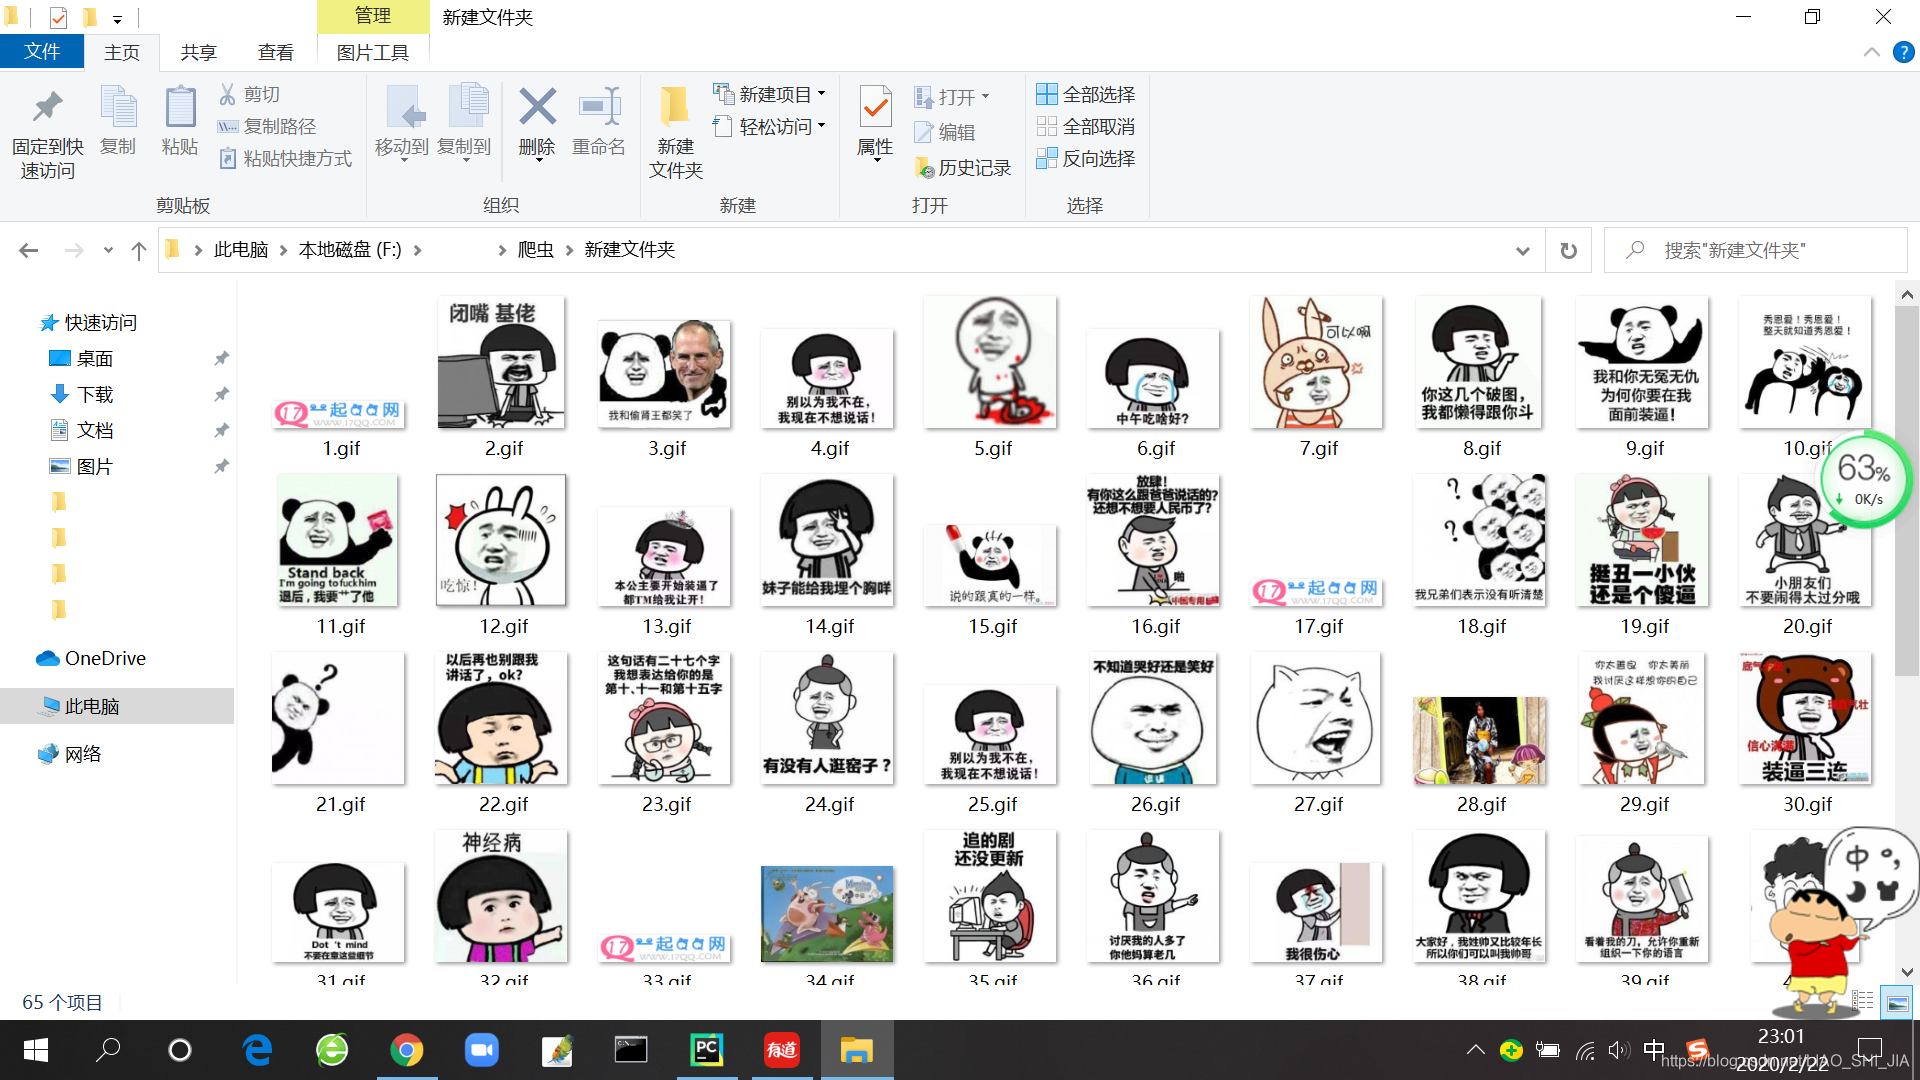 管理
新建文件夹
文件
主页
共享
查看
图片工具
固定到快
速访问
复制
粘贴
剪切
复制路径
粘贴快捷方式
移动到
复制到
删除
重命名
新建
文件夹
新建项目
轻松访问
属性
打开
编辑
历史记录
全部选择
全部取消
反向选择
剪贴板
组织
新建
打开
选择
此电脑
本地磁盘 (F:)
爬虫
新建文件夹
搜索"新建文件夹"
快速访问
桌面
下载
文档
图片
OneDrive
此电脑
网络
17 一起QQ网
WWW.17QQ.COM
闭嘴 基佬
我和偷肾王都笑了
别以为我不在,
我现在不想说话!
中午吃啥好?
可以啊
你这几个破图,
我都懒得跟你斗
我和你无冤无仇
为何你要在我
面前装逼!
秀恩爱!秀恩爱!
整天就知道秀恩爱!
1.gif
2.gif
3.gif
4.gif
5.gif
6.gif
7.gif
8.gif
9.gif
10.gif
63%
0K/s
Stand back
I'm going to fuck him
退后,我要艹了他
吃惊!
本公主要开始装逼了
都TM给我让开!
妹子能给我埋个胸咩
说的跟真的一样。
放肆!
有你这么跟爸爸说话的?
还想不想要人民币了?
啪
17 一起QQ网
WWW.17QQ.COM
? ?
我兄弟们表示没有听清楚
挺丑一小伙
还是个傻逼
小朋友们
不要闹得太过分哦
11.gif
12.gif
13.gif
14.gif
15.gif
16.gif
17.gif
18.gif
19.gif
20.gif
?
以后再也别跟我
讲话了,ok?
这句话有二十七个字
我想表达给你的是
第十、十一和第十五字
有没有人逛窑子?
别以为我不在,
我现在不想说话!
不知道哭好还是笑好
你太善良 你太美丽
我讨厌这样想你的自己
信心满满
装逼三连
21.gif
22.gif
23.gif
24.gif
25.gif
26.gif
27.gif
28.gif
29.gif
30.gif
Dot 't mind
不要在意这些细节
神经病
17 一起QQ网
WWW.17QQ.COM
追的剧
还没更新
讨厌我的人多了
你他妈算老几
我很伤心
大家好,我姓帅又比较年长
所以你们可以叫我帅哥
看着我的刀,允许你重新
组织一下你的语言
中
31.gif
32.gif
33.gif
34.gif
35.gif
36.gif
37.gif
38.gif
39.gif
65 个项目
PC
有道
中
23:01
2020/2/22
https://blog.csdn.net/LIAO_SHI_JIA